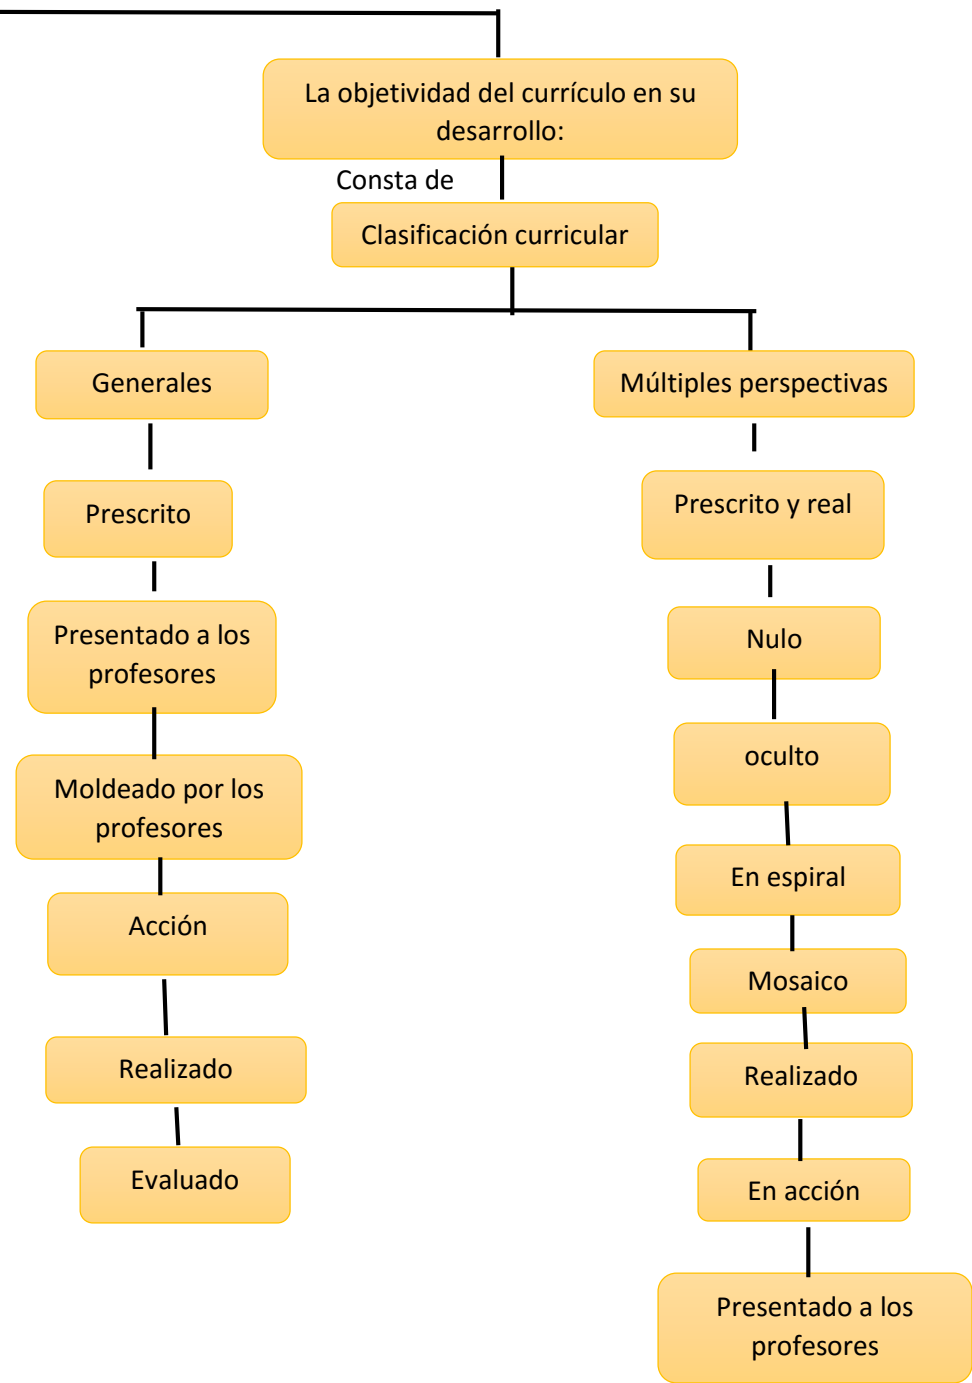 La objetividad del currículo en su
desarrollo:
Consta de
Clasificación curricular
Generales
Múltiples perspectivas
Prescrito
Prescrito y real
Presentado a los
profesores
Nulo
Moldeado por los
profesores
oculto
Acción
En espiral
Mosaico
Realizado
Realizado
Evaluado
En acción
Presentado a los
profesores